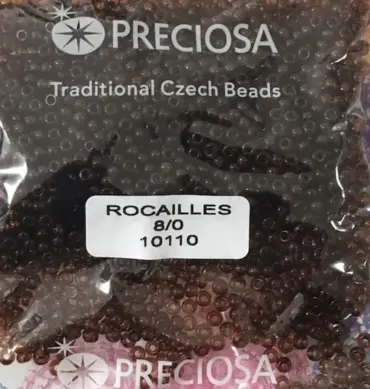 PRECIOSA
Traditional Czech Beads
ROCAILLES
8/0
10110
PRECIOSA